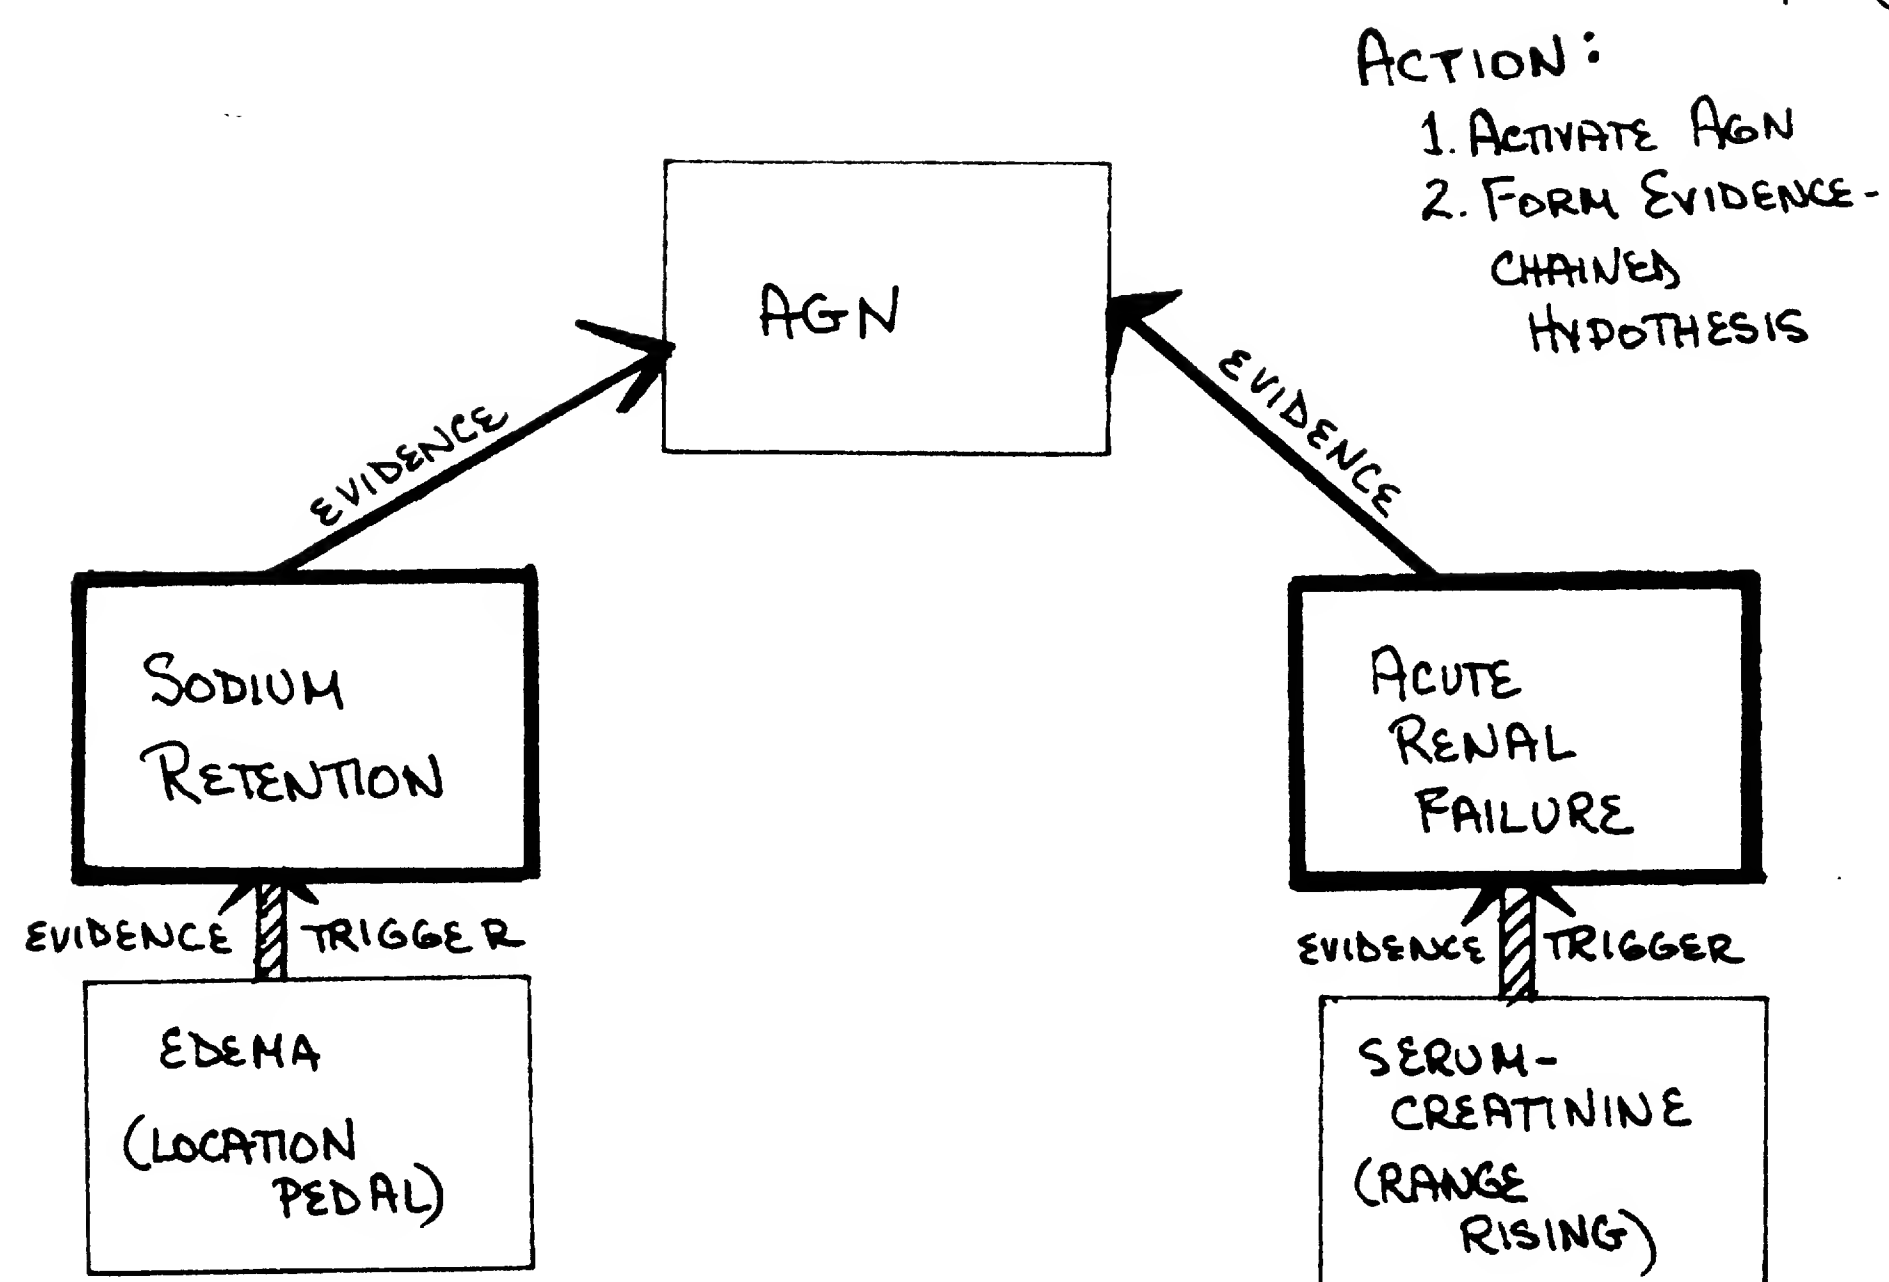 ACTION:
1. ACTIVATE AGN
2. FORM EVIDENCE-
CHAINED
HYPOTHESIS
AGN
EVIDENCE
EVIDENCE
SODIUM
RETENTION
ACUTE
RENAL
FAILURE
EVIDENCE TRIGGER
EVIDENCE TRIGGER
EDEMA
(LOCATION
PEDAL)
SERUM-
CREATININE
(RANGE
RISING)